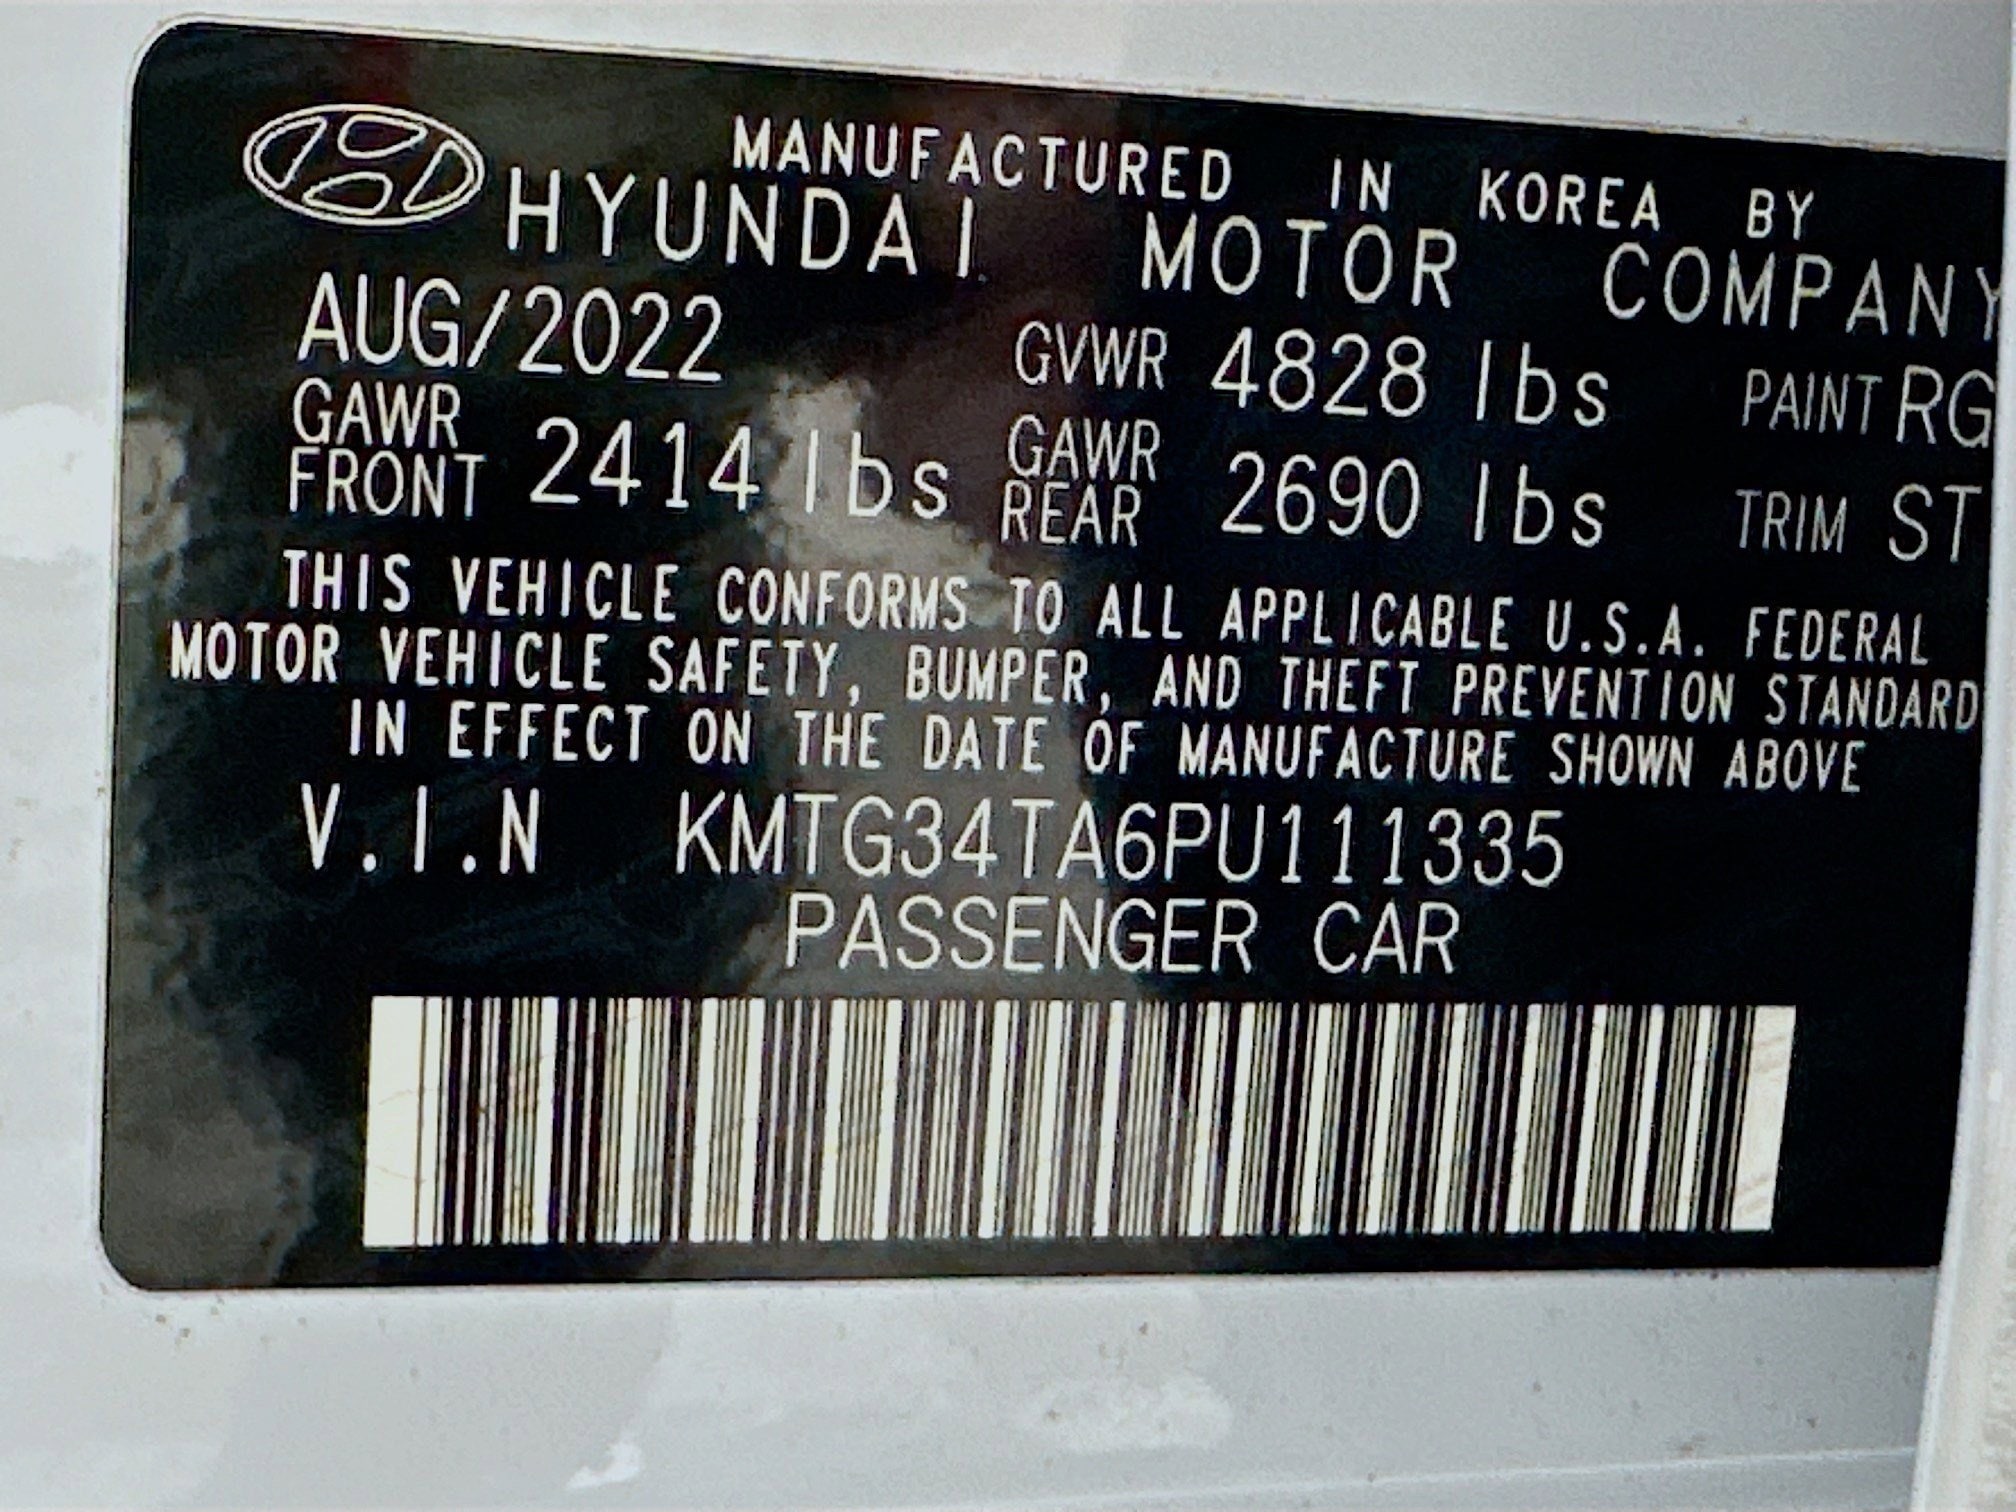 MANUFACTURED IN KOREA BY
HYUNDAI MOTOR COMPANY
AUG/2022 GVWR 4828 lbs PAINT RG
GAWR FRONT 2414 lbs GAWR REAR 2690 lbs TRIM ST
THIS VEHICLE CONFORMS TO ALL APPLICABLE U.S.A. FEDERAL
MOTOR VEHICLE SAFETY, BUMPER, AND THEFT PREVENTION STANDARD
IN EFFECT ON THE DATE OF MANUFACTURE SHOWN ABOVE
V.I.N KMTG34TA6PU111335
PASSENGER CAR